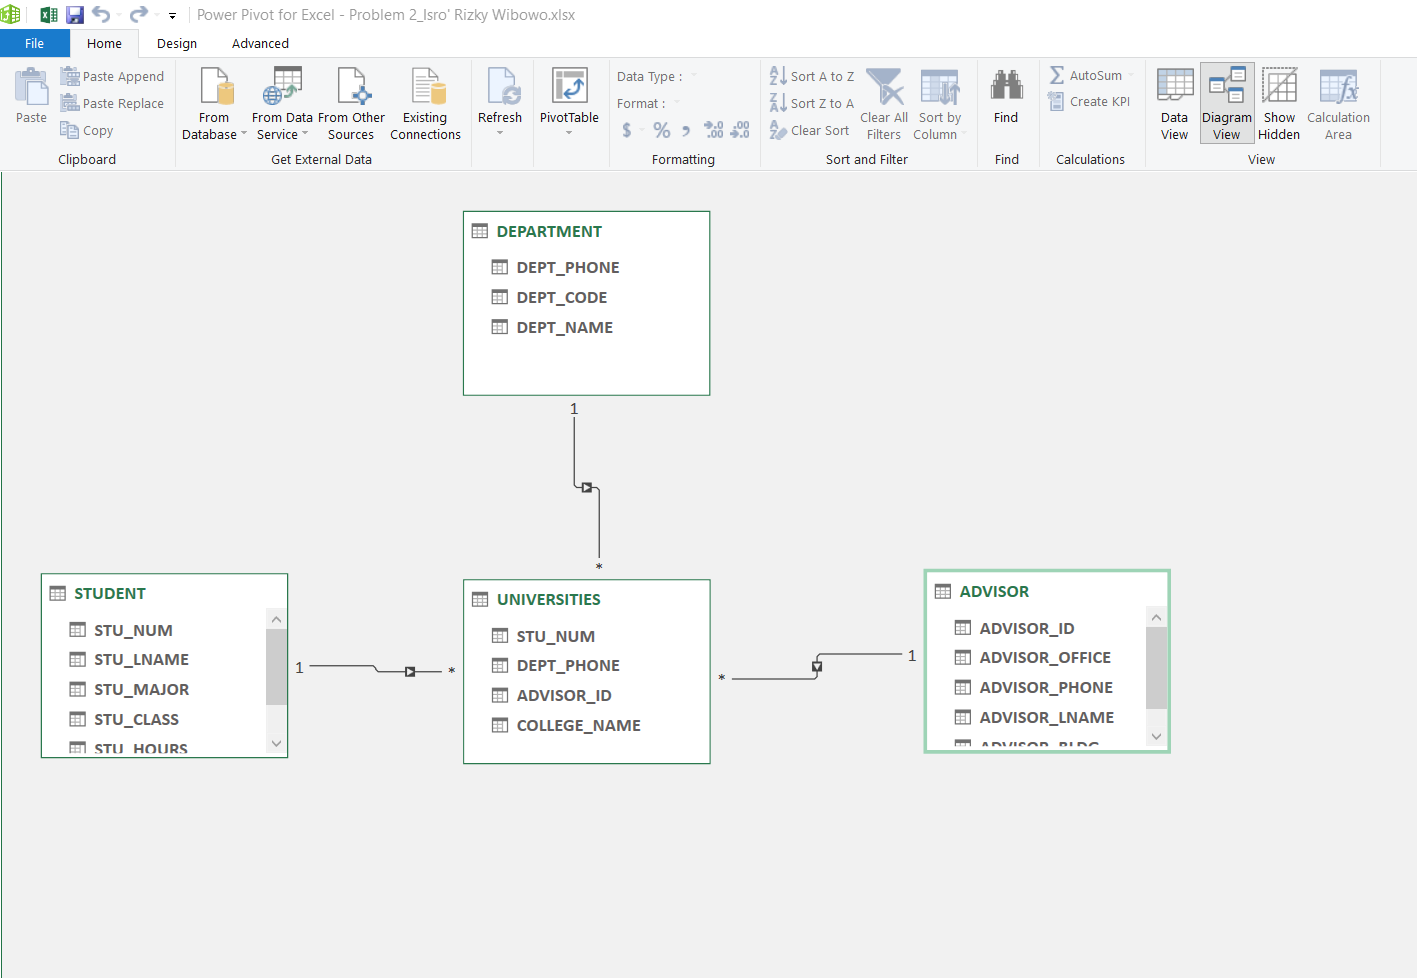 Power Pivot for Excel - Problem 2_Isro' Rizky Wibowo.xlsx
File Home Design Advanced
Paste
Paste Append
Paste Replace
Copy
Clipboard
From Database
From Data Service
From Other Sources
Existing Connections
Get External Data
Refresh
PivotTable
Data Type :
Format :
$ % , .00 .00
Formatting
Sort A to Z
Sort Z to A
Clear Sort
Clear All Filters
Sort by Column
Sort and Filter
Find
Find
AutoSum
Create KPI
Calculations
Data View
Diagram View
Show Hidden
Calculation Area
View
DEPARTMENT
DEPT_PHONE
DEPT_CODE
DEPT_NAME
1
*
STUDENT
STU_NUM
STU_LNAME
STU_MAJOR
STU_CLASS
STU_HOURS
1
*
UNIVERSITIES
STU_NUM
DEPT_PHONE
ADVISOR_ID
COLLEGE_NAME
*
1
ADVISOR
ADVISOR_ID
ADVISOR_OFFICE
ADVISOR_PHONE
ADVISOR_LNAME
ADVISOR_BLDG